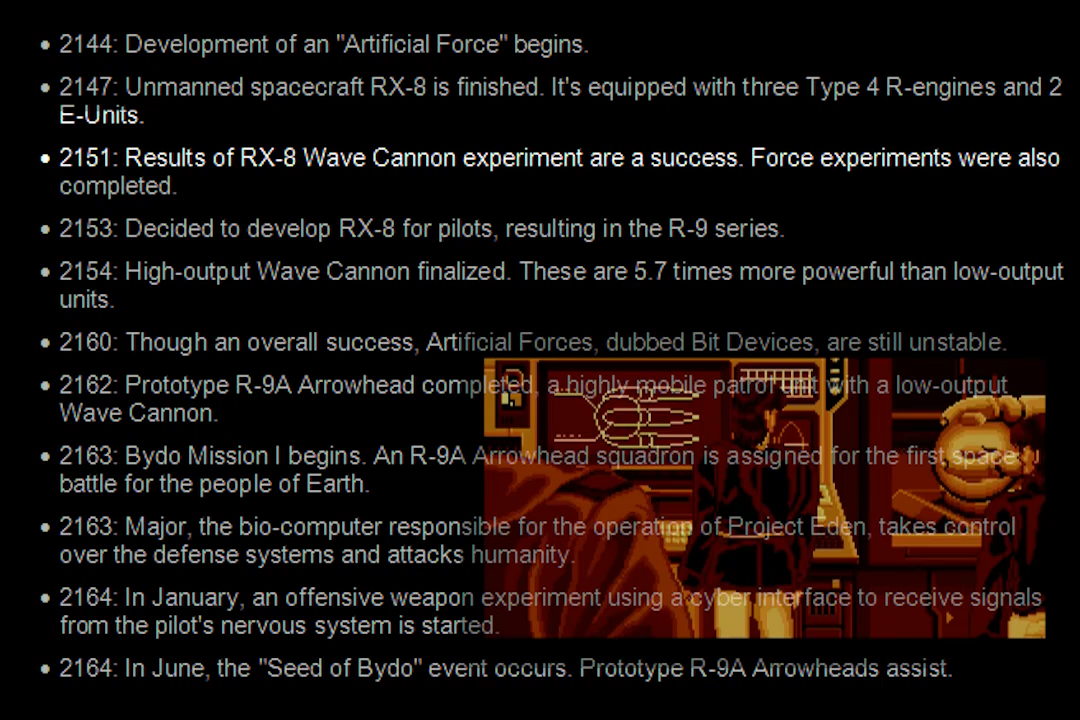 • 2144: Development of an "Artificial Force" begins.
• 2147: Unmanned spacecraft RX-8 is finished. It's equipped with three Type 4 R-engines and 2
E-Units.
• 2151: Results of RX-8 Wave Cannon experiment are a success. Force experiments were also
completed.
• 2153: Decided to develop RX-8 for pilots, resulting in the R-9 series.
• 2154: High-output Wave Cannon finalized. These are 5.7 times more powerful than low-output
units.
• 2160: Though an overall success, Artificial Forces, dubbed Bit Devices, are still unstable.
• 2162: Prototype R-9A Arrowhead completed, a highly mobile patrol unit with a low-output
Wave Cannon.
• 2163: Bydo Mission I begins. An R-9A Arrowhead squadron is assigned for the first space
battle for the people of Earth.
• 2163: Major, the bio-computer responsible for the operation of Project Eden, takes control
over the defense systems and attacks humanity.
• 2164: In January, an offensive weapon experiment using a cyber interface to receive signals
from the pilot's nervous system is started.
• 2164: In June, the "Seed of Bydo" event occurs. Prototype R-9A Arrowheads assist.